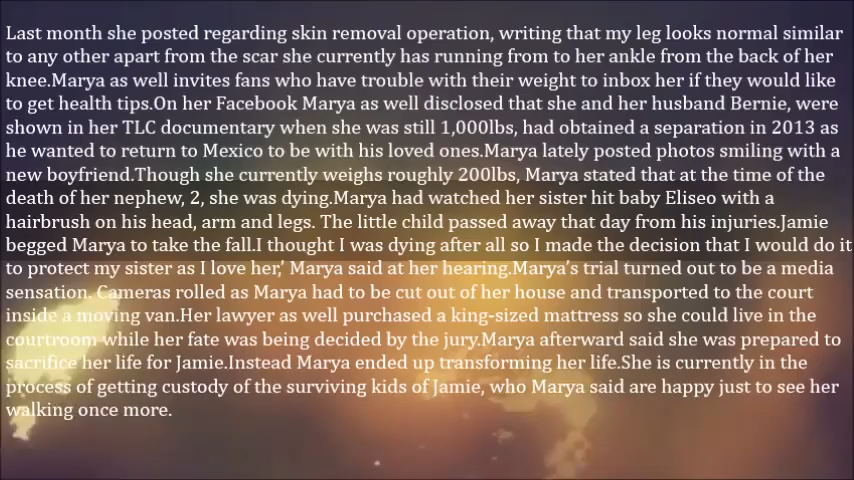 Last month she posted regarding skin removal operation, writing that my leg looks normal similar
to any other apart from the scar she currently has running from to her ankle from the back of her
knee.Marya as well invites fans who have trouble with their weight to inbox her if they would like
to get health tips.On her Facebook Marya as well disclosed that she and her husband Bernie, were
shown in her TLC documentary when she was still 1,000lbs, had obtained a separation in 2013 as
he wanted to return to Mexico to be with his loved ones.Marya lately posted photos smiling with a
new boyfriend.Though she currently weighs roughly 200lbs, Marya stated that at the time of the
death of her nephew, 2, she was dying.Marya had watched her sister hit baby Eliseo with a
hairbrush on his head, arm and legs. The little child passed away that day from his injuries.Jamie
begged Marya to take the fall.I thought I was dying after all so I made the decision that I would do it
to protect my sister as I love her,’ Marya said at her hearing.Marya’s trial turned out to be a media
sensation. Cameras rolled as Marya had to be cut out of her house and transported to the court
inside a moving van.Her lawyer as well purchased a king-sized mattress so she could live in the
courtroom while her fate was being decided by the jury.Marya afterward said she was prepared to
sacrifice her life for Jamie.Instead Marya ended up transforming her life.She is currently in the
process of getting custody of the surviving kids of Jamie, who Marya said are happy just to see her
walking once more.